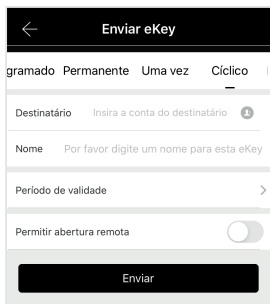 Enviar eKey
gramado Permanente Uma vez Cíclico
Destinatário Insira a conta do destinatário
Nome Por favor digite um nome para esta eKey
Período de validade
Permitir abertura remota
Enviar